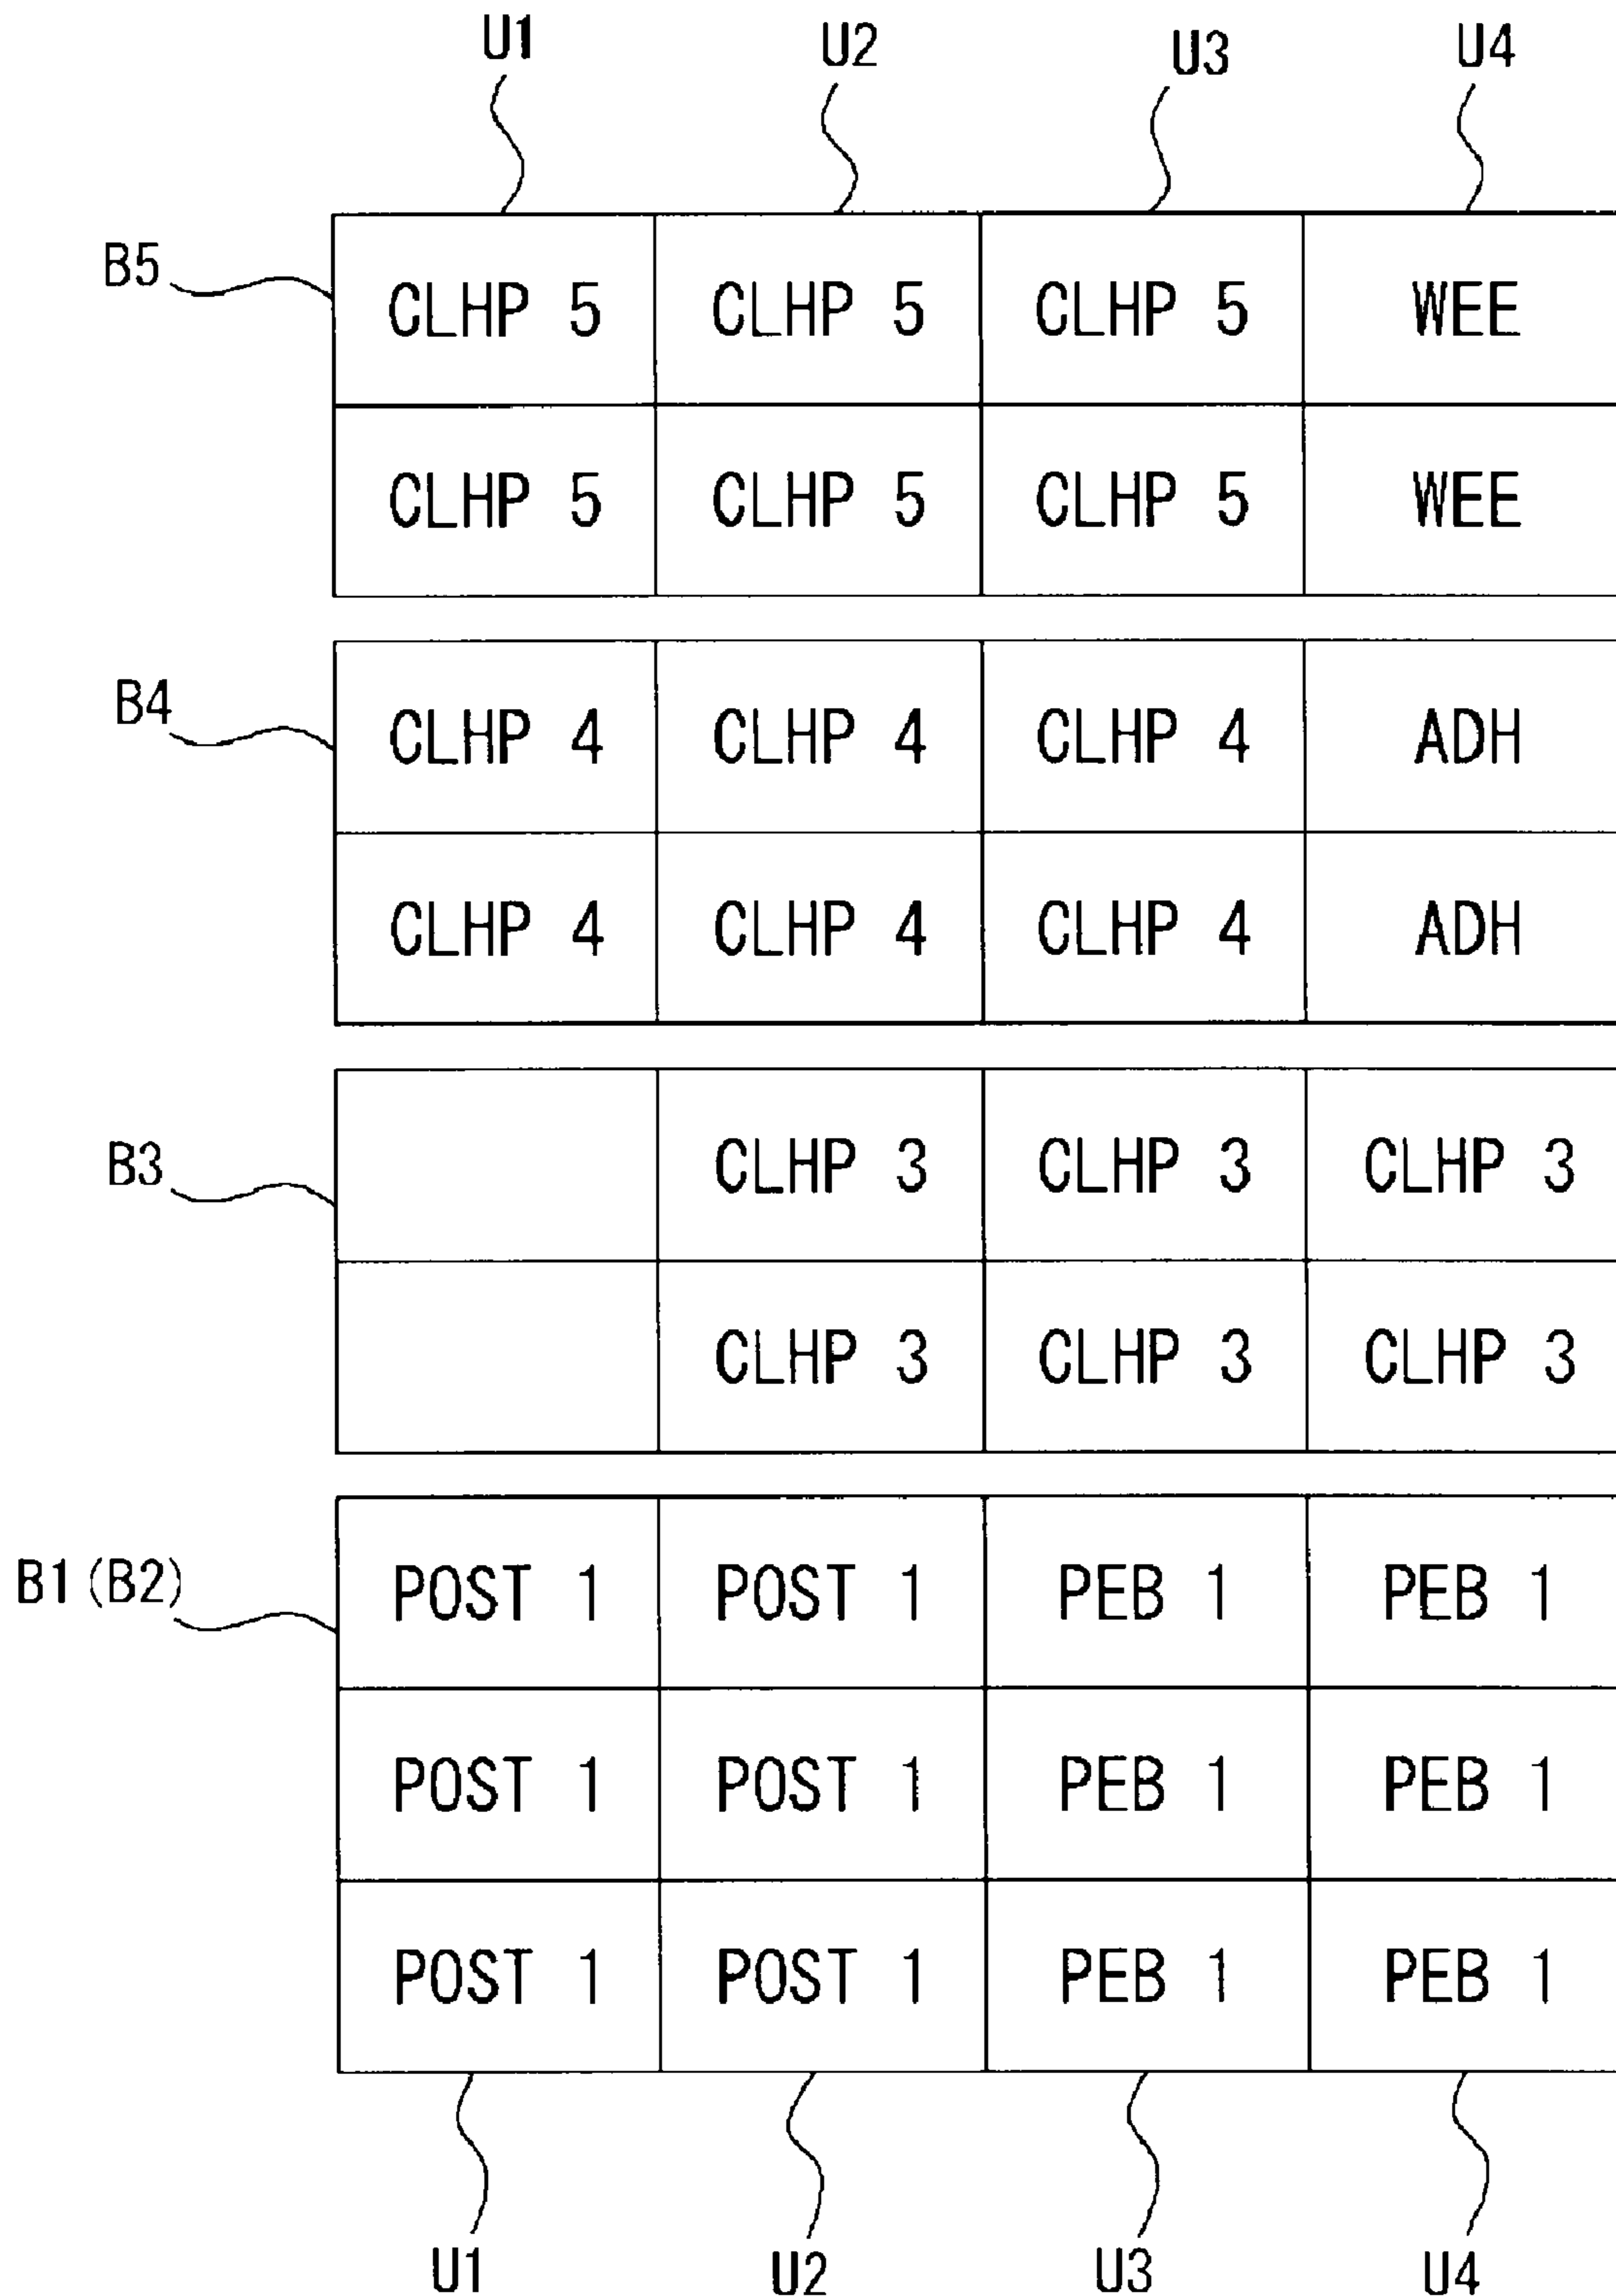 U1 U2 U3 U4
B5
CLHP 5 CLHP 5 CLHP 5 WEE
CLHP 5 CLHP 5 CLHP 5 WEE
B4
CLHP 4 CLHP 4 CLHP 4 ADH
CLHP 4 CLHP 4 CLHP 4 ADH
B3
CLHP 3 CLHP 3 CLHP 3
CLHP 3 CLHP 3 CLHP 3
B1(B2)
POST 1 POST 1 PEB 1 PEB 1
POST 1 POST 1 PEB 1 PEB 1
POST 1 POST 1 PEB 1 PEB 1
U1 U2 U3 U4